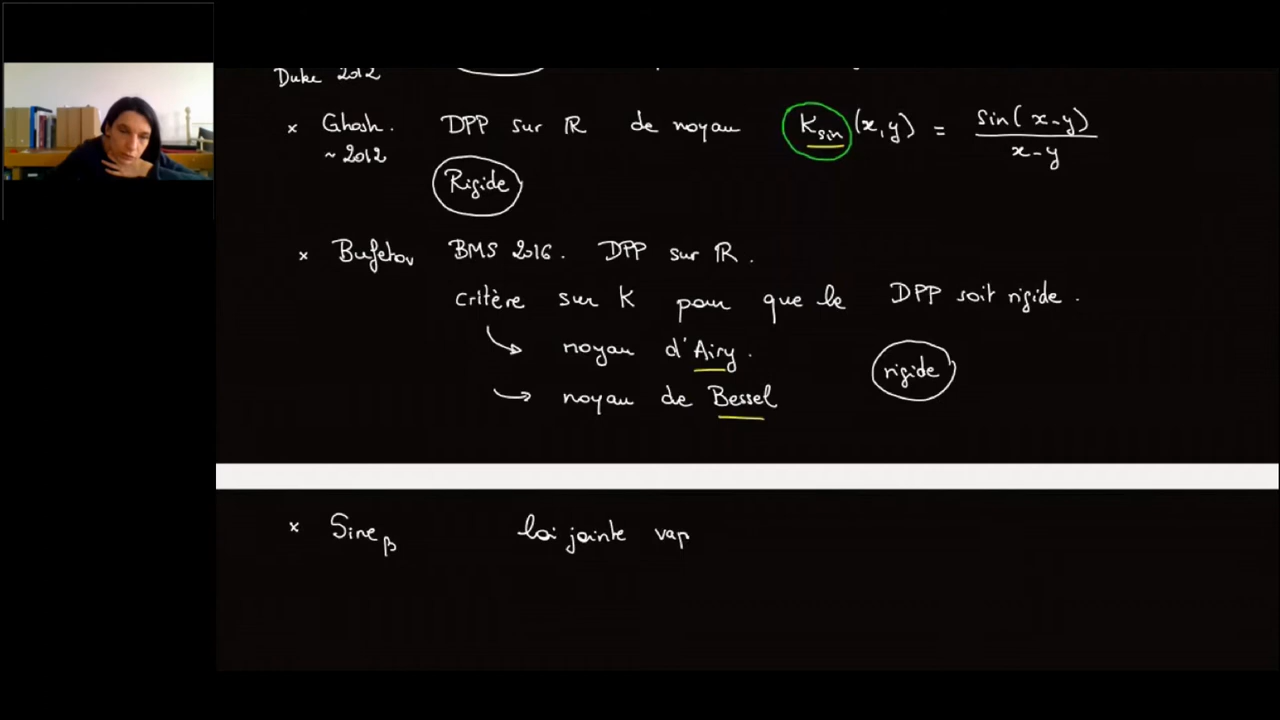 Duke 2012
× Ghosh. DPP sur ℝ de noyau K_sin (x,y) = sin(x-y) / x-y
~ 2012
Rigide
× Bufetov BMS 2016. DPP sur ℝ.
critère sur K pour que le DPP soit rigide.
↳ noyau d'Airy.
rigide
↳ noyau de Bessel
× Sine_β loi jointe vap